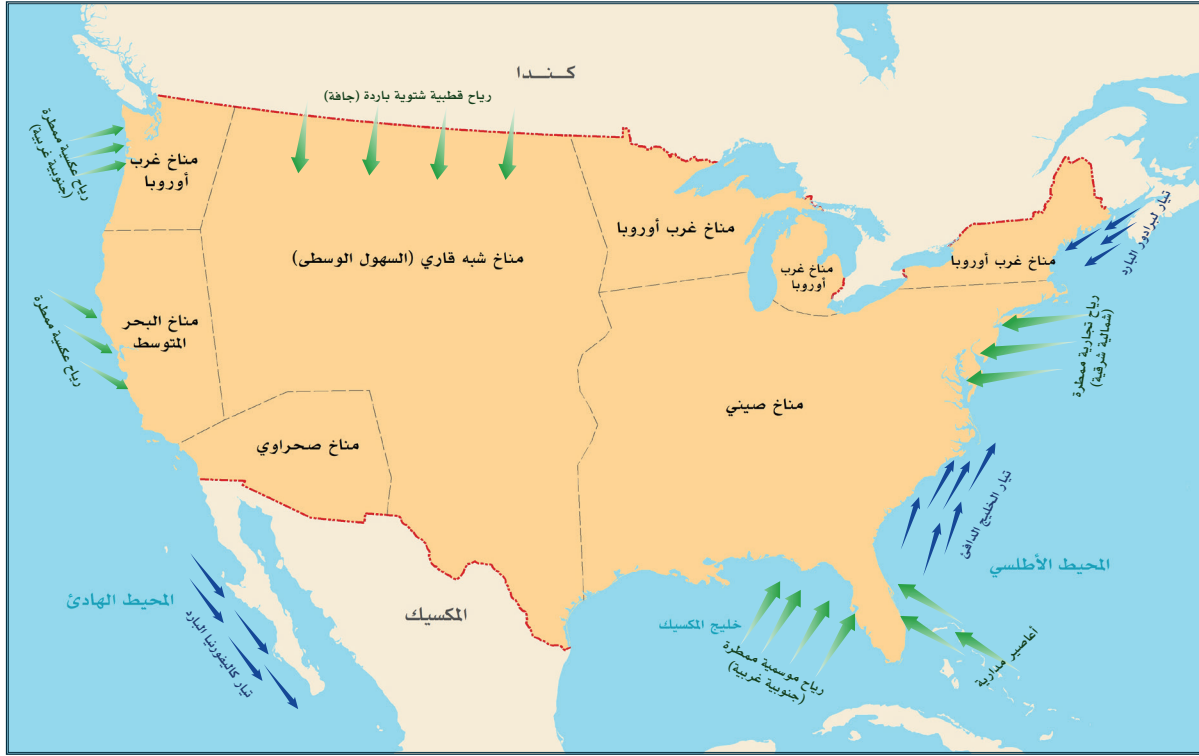 كــنــدا
رياح قطبية شتوية باردة (جافة)
رياح عكسية ممطرة
(جنوبية غربية)
مناخ غرب
أوروبا
مناخ شبه قاري (السهول الوسطى)
مناخ غرب أوروبا
مناخ غرب
أوروبا
مناخ غرب أوروبا
تيار لبرادور البارد
رياح تجارية ممطرة
(شمالية شرقية)
مناخ البحر
المتوسط
رياح عكسية ممطرة
مناخ صيني
مناخ صحراوي
تيار الخليج الدافئ
المحيط الأطلسي
المحيط الهادئ
تيار كاليفورنيا البارد
المكسيك
خليج المكسيك
رياح موسمية ممطرة
(جنوبية غربية)
أعاصير مدارية